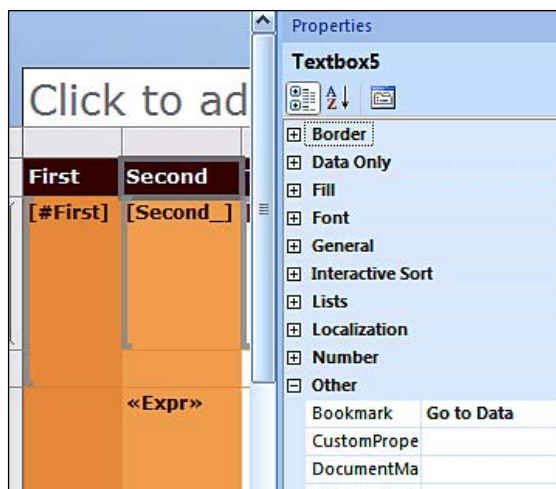 Click to ad
First Second
[#First] [Second_]
«Expr»
Properties
Textbox5
Border
Data Only
Fill
Font
General
Interactive Sort
Lists
Localization
Number
Other
Bookmark Go to Data
CustomPrope
DocumentMa